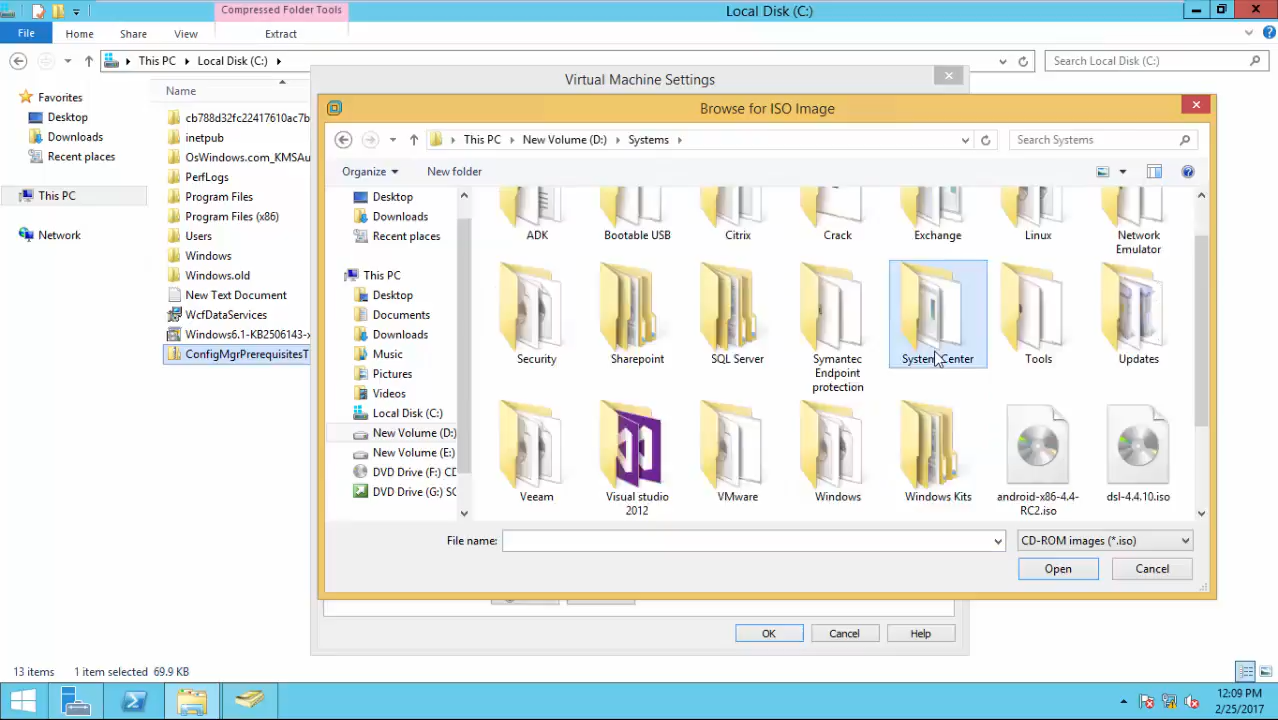 Compressed Folder Tools
Local Disk (C:)
File
Home
Share
View
Extract
This PC
Local Disk (C:)
Search Local Disk (C:)
Favorites
Desktop
Downloads
Recent places
This PC
Network
Name
cb788d32fc22417610ac7b
inetpub
OsWindows.com_KMSAu
PerfLogs
Program Files
Program Files (x86)
Users
Windows
Windows.old
New Text Document
WcfDataServices
Windows6.1-KB2506143-x
ConfigMgrPrerequisitesT
Virtual Machine Settings
Browse for ISO Image
This PC
New Volume (D:)
Systems
Search Systems
Organize
New folder
Desktop
Downloads
Recent places
This PC
Desktop
Documents
Downloads
Music
Pictures
Videos
Local Disk (C:)
New Volume (D:)
New Volume (E:)
DVD Drive (F:) CD
DVD Drive (G:) SC
ADK
Bootable USB
Citrix
Crack
Exchange
Linux
Network
Emulator
Security
Sharepoint
SQL Server
Symantec
Endpoint
protection
System Center
Tools
Updates
Veeam
Visual studio
2012
VMware
Windows
Windows Kits
android-x86-4.4-
RC2.iso
dsl-4.4.10.iso
File name:
CD-ROM images (*.iso)
Open
Cancel
OK
Cancel
Help
13 items
1 item selected 69.9 KB
12:09 PM
2/25/2017